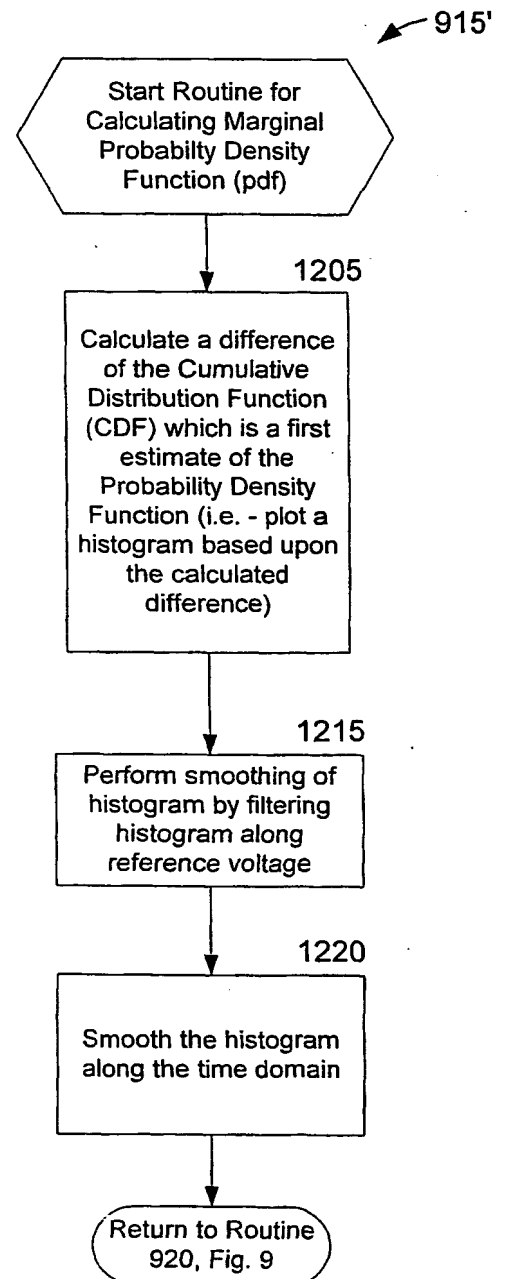 915'
Start Routine for
Calculating Marginal
Probabilty Density
Function (pdf)
1205
Calculate a difference
of the Cumulative
Distribution Function
(CDF) which is a first
estimate of the
Probability Density
Function (i.e. - plot a
histogram based upon
the calculated
difference)
1215
Perform smoothing of
histogram by filtering
histogram along
reference voltage
1220
Smooth the histogram
along the time domain
Return to Routine
920, Fig. 9